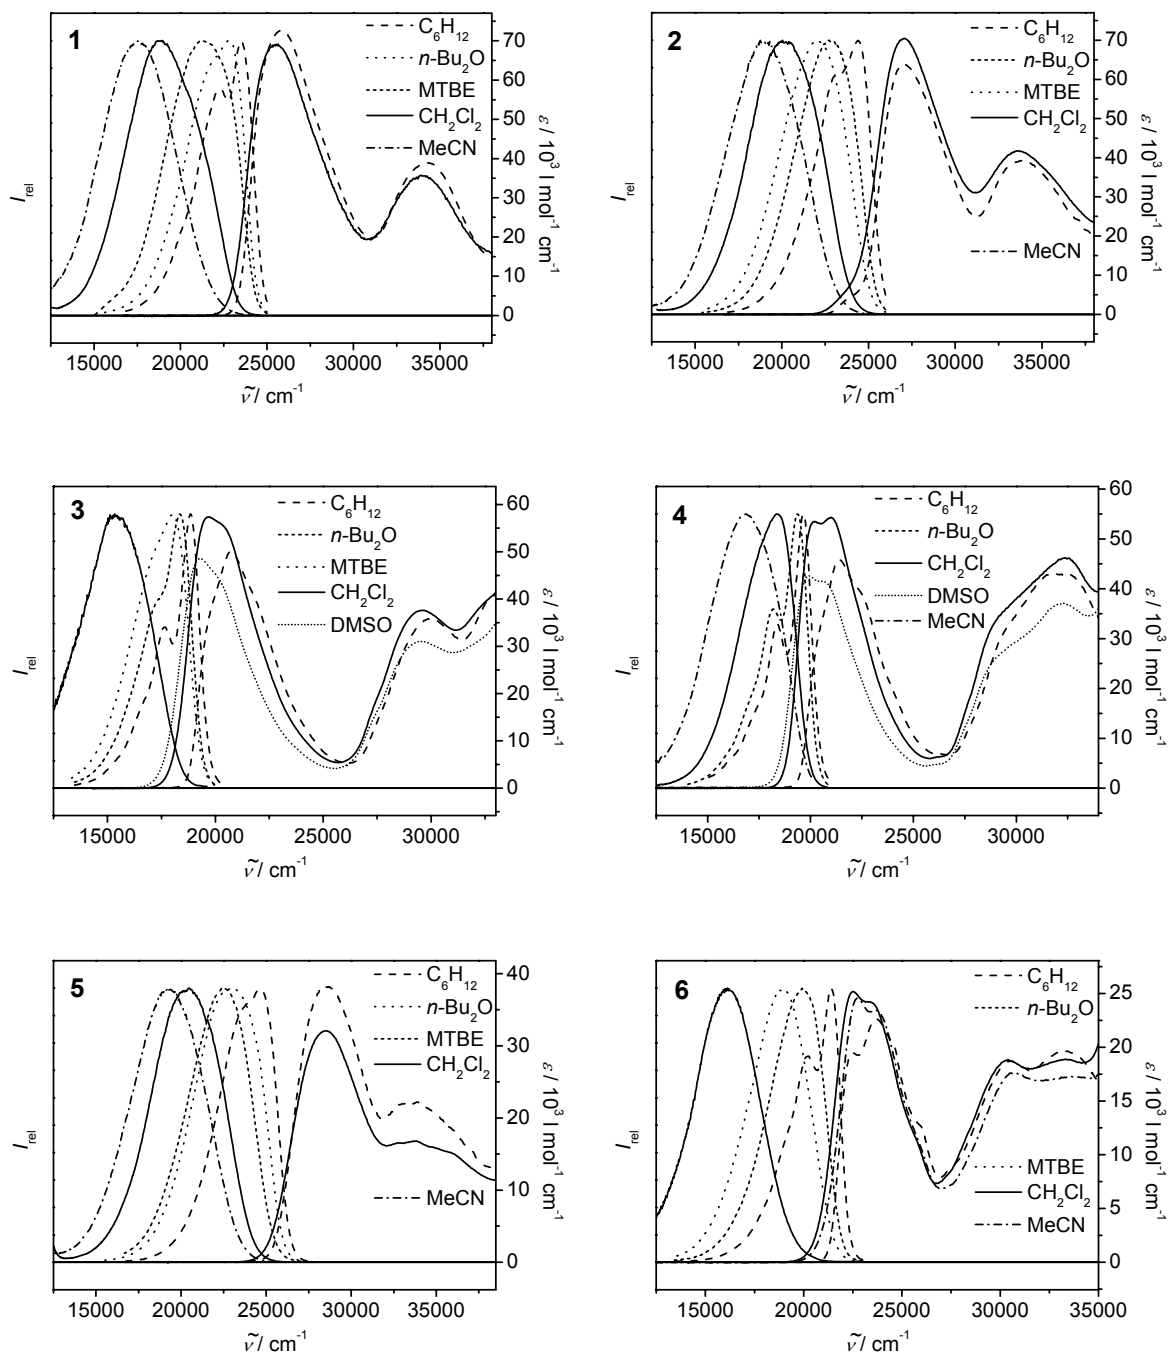 1
C₆H₁₂
n-Bu₂O
MTBE
CH₂Cl₂
MeCN
I_rel
70
60
50
40
30
20
10
0
ε / 10³ l mol⁻¹ cm⁻¹
15000 20000 25000 30000 35000
ṽ / cm⁻¹
2
C₆H₁₂
n-Bu₂O
MTBE
CH₂Cl₂
MeCN
I_rel
70
60
50
40
30
20
10
0
ε / 10³ l mol⁻¹ cm⁻¹
15000 20000 25000 30000 35000
ṽ / cm⁻¹
3
C₆H₁₂
n-Bu₂O
MTBE
CH₂Cl₂
DMSO
I_rel
60
50
40
30
20
10
0
ε / 10³ l mol⁻¹ cm⁻¹
15000 20000 25000 30000
ṽ / cm⁻¹
4
C₆H₁₂
n-Bu₂O
CH₂Cl₂
DMSO
MeCN
I_rel
60
50
40
30
20
10
0
ε / 10³ l mol⁻¹ cm⁻¹
15000 20000 25000 30000
ṽ / cm⁻¹
5
C₆H₁₂
n-Bu₂O
MTBE
CH₂Cl₂
MeCN
I_rel
40
30
20
10
0
ε / 10³ l mol⁻¹ cm⁻¹
15000 20000 25000 30000 35000
ṽ / cm⁻¹
6
C₆H₁₂
n-Bu₂O
MTBE
CH₂Cl₂
MeCN
I_rel
25
20
15
10
5
0
ε / 10³ l mol⁻¹ cm⁻¹
15000 20000 25000 30000 35000
ṽ / cm⁻¹